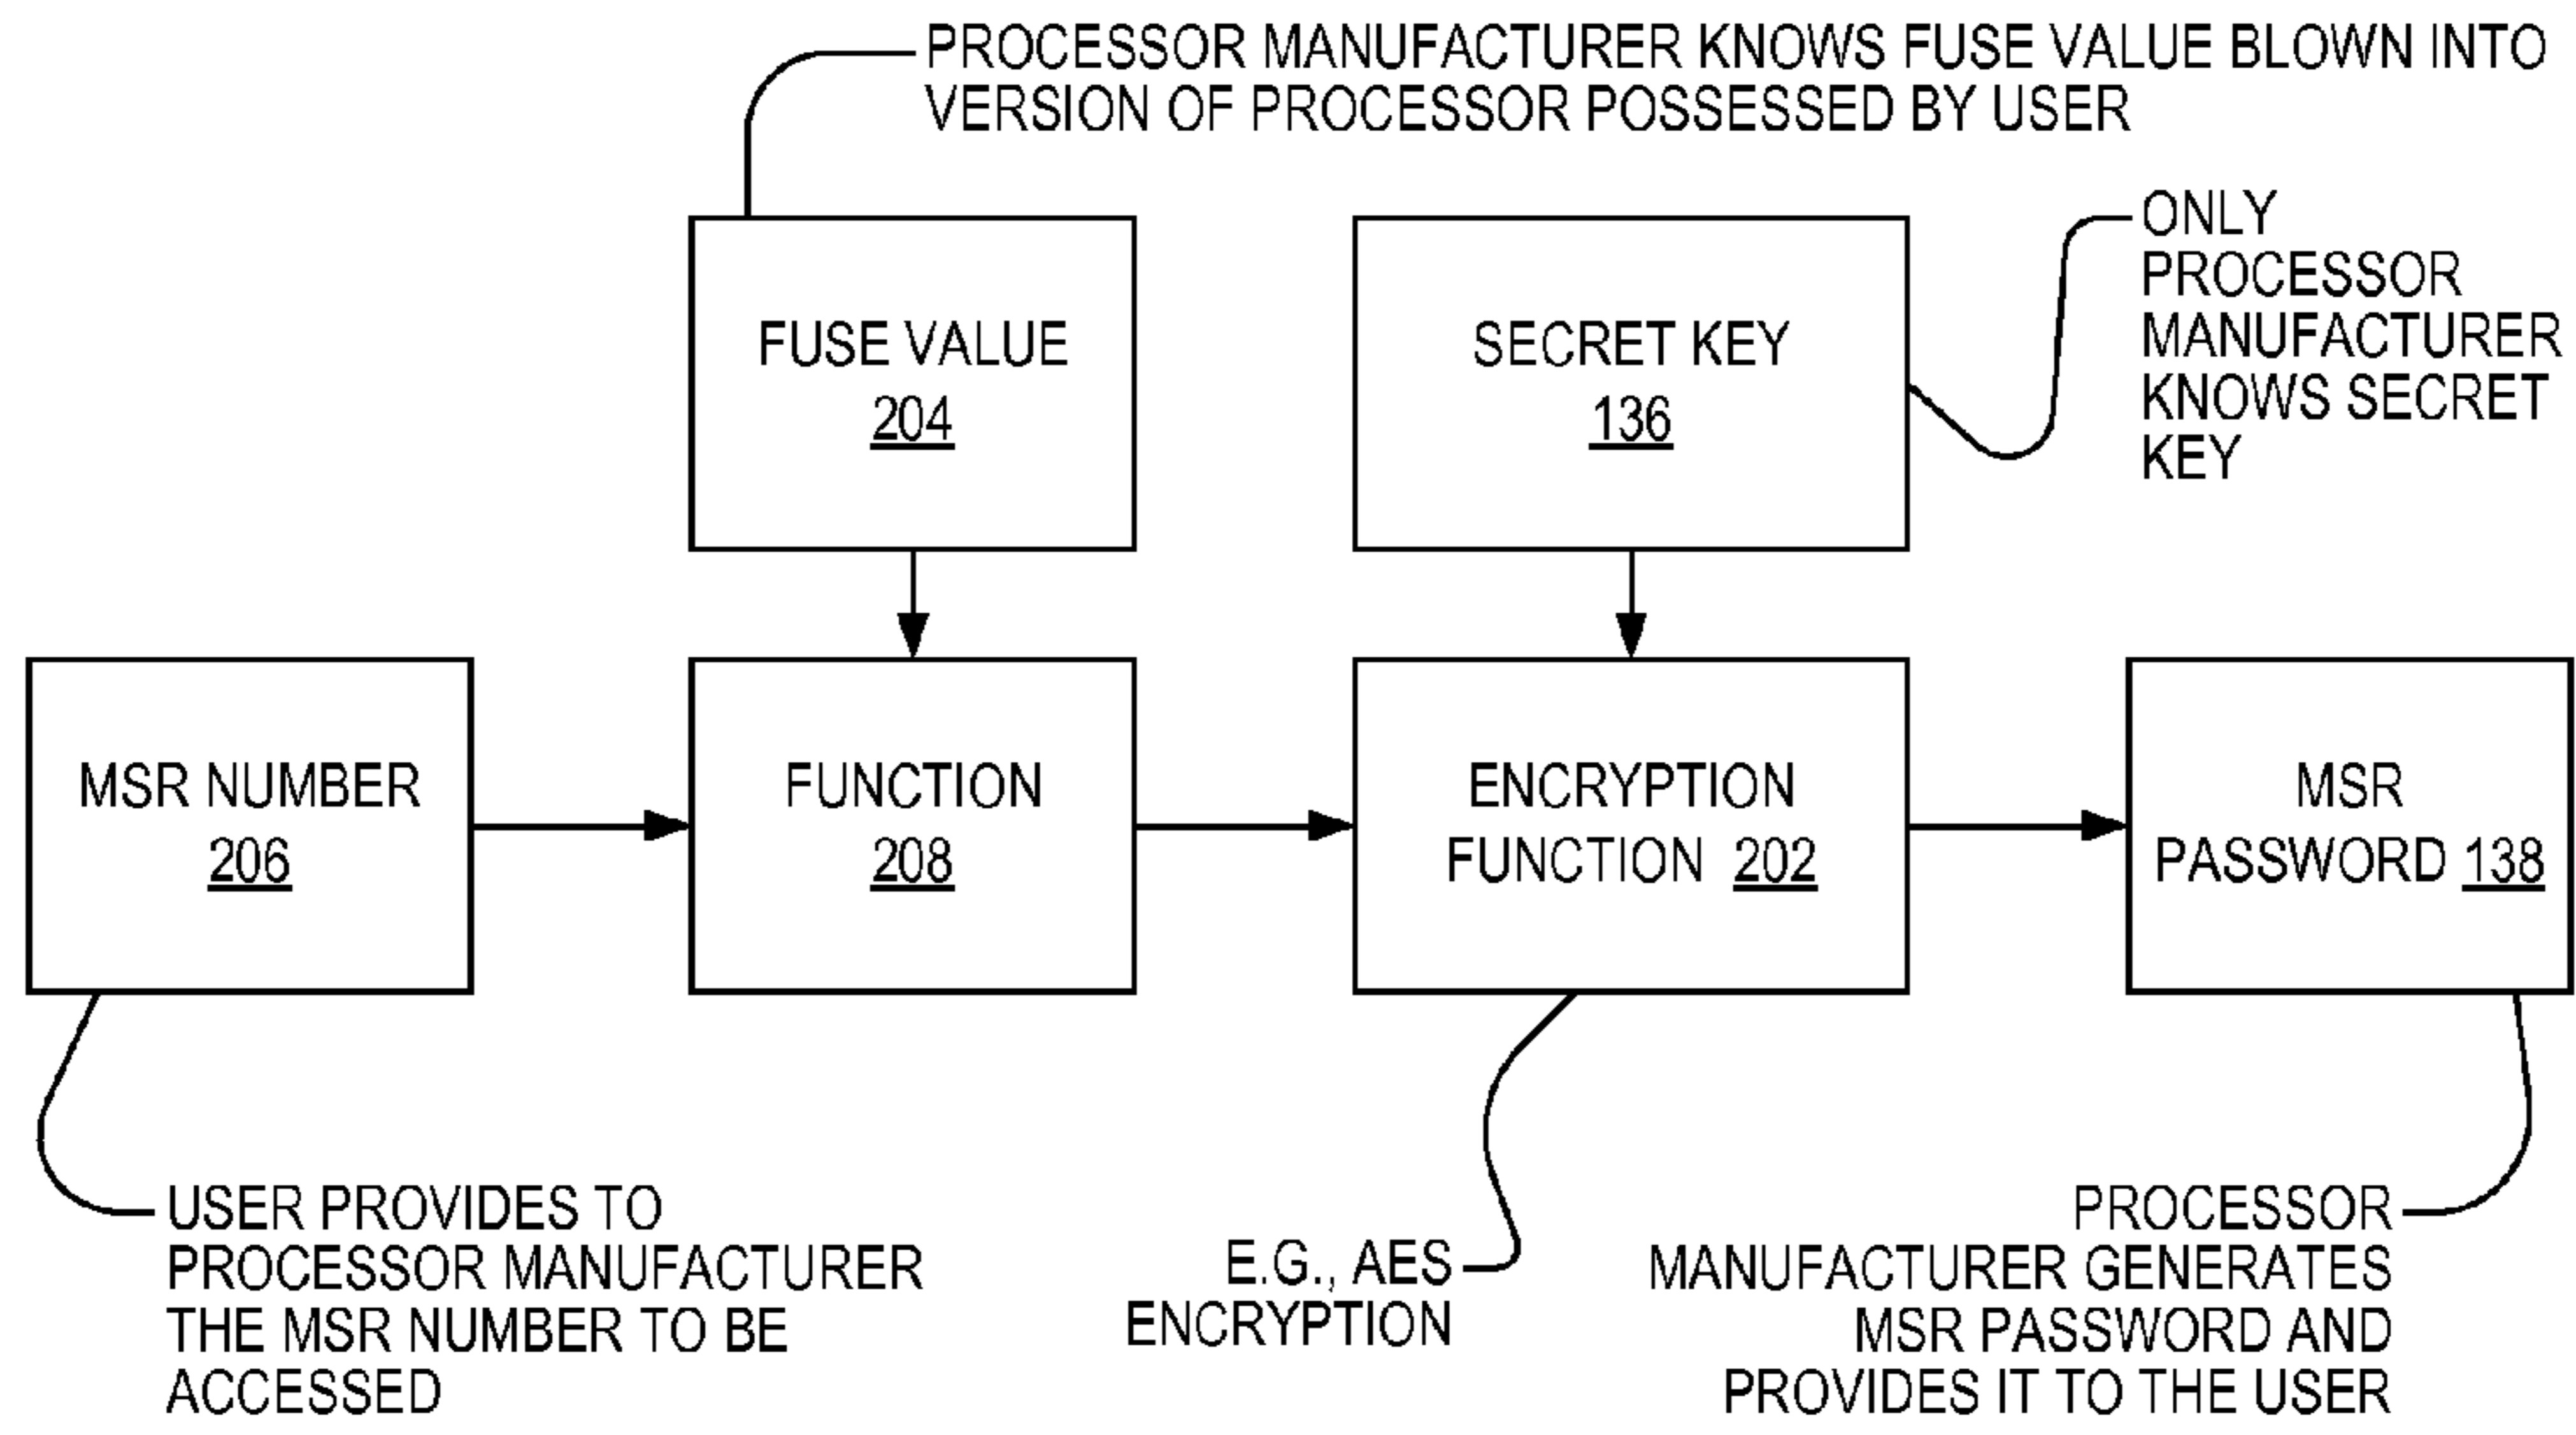 PROCESSOR MANUFACTURER KNOWS FUSE VALUE BLOWN INTO
VERSION OF PROCESSOR POSSESSED BY USER
ONLY
PROCESSOR
MANUFACTURER
KNOWS SECRET
KEY
FUSE VALUE
204
SECRET KEY
136
MSR NUMBER
206
FUNCTION
208
ENCRYPTION
FUNCTION 202
MSR
PASSWORD 138
USER PROVIDES TO
PROCESSOR MANUFACTURER
THE MSR NUMBER TO BE
ACCESSED
E.G., AES
ENCRYPTION
PROCESSOR
MANUFACTURER GENERATES
MSR PASSWORD AND
PROVIDES IT TO THE USER